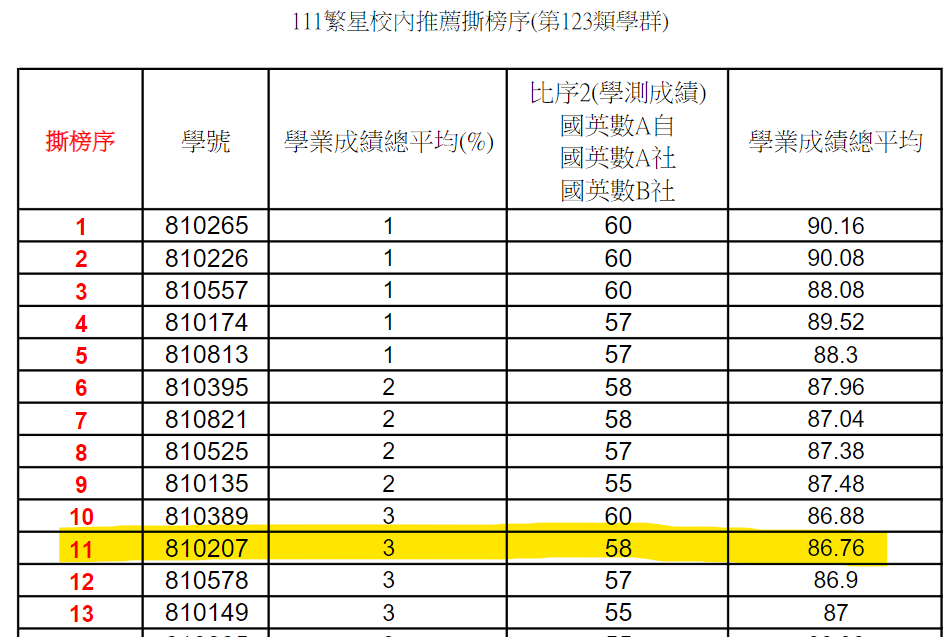 111繁星校內推薦撕榜序(第123類學群)
撕榜序 學號 學業成績總平均(%) 比序2(學測成績) 學業成績總平均
國英數A自
國英數A社
國英數B社
1 810265 1 60 90.16
2 810226 1 60 90.08
3 810557 1 60 88.08
4 810174 1 57 89.52
5 810813 1 57 88.3
6 810395 2 58 87.96
7 810821 2 58 87.04
8 810525 2 57 87.38
9 810135 2 55 87.48
10 810389 3 60 86.88
11 810207 3 58 86.76
12 810578 3 57 86.9
13 810149 3 55 87